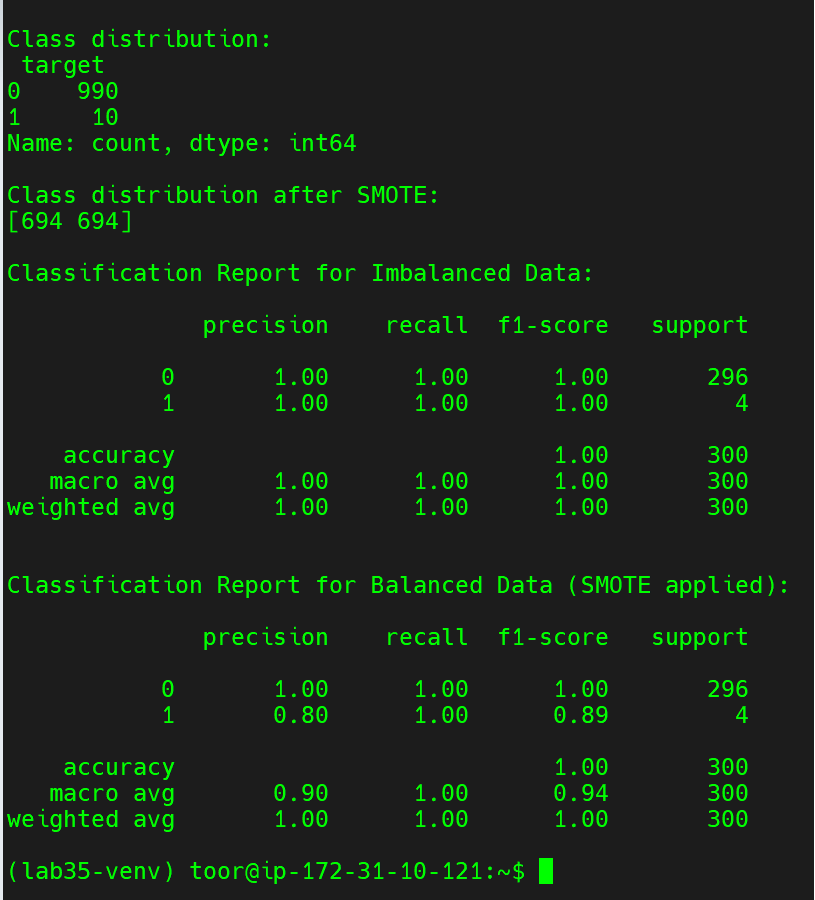 Class distribution:
 target
0    990
1     10
Name: count, dtype: int64
Class distribution after SMOTE:
[694 694]
Classification Report for Imbalanced Data:
              precision    recall  f1-score   support
           0       1.00      1.00      1.00       296
           1       1.00      1.00      1.00         4
    accuracy                           1.00       300
   macro avg       1.00      1.00      1.00       300
weighted avg       1.00      1.00      1.00       300
Classification Report for Balanced Data (SMOTE applied):
              precision    recall  f1-score   support
           0       1.00      1.00      1.00       296
           1       0.80      1.00      0.89         4
    accuracy                           1.00       300
   macro avg       0.90      1.00      0.94       300
weighted avg       1.00      1.00      1.00       300
(lab35-venv) toor@ip-172-31-10-121:~$